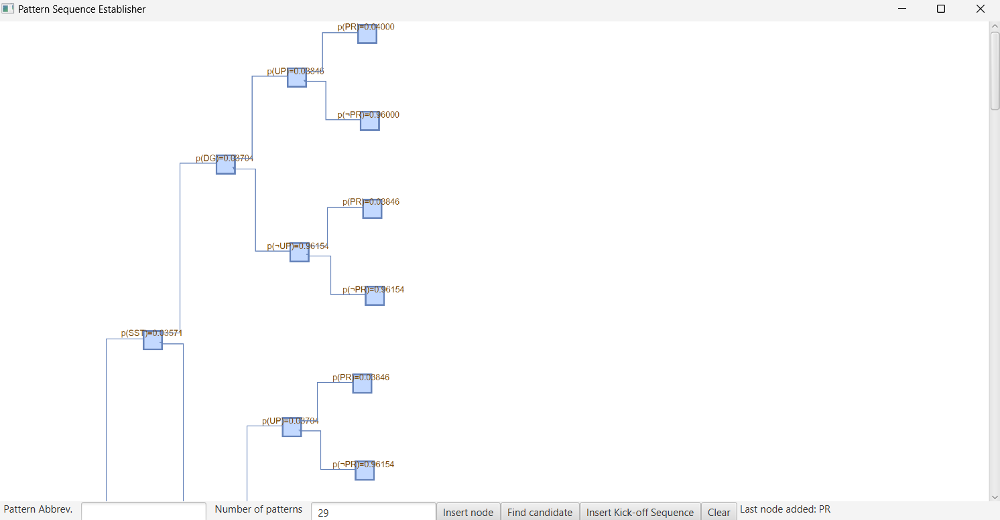 Pattern Sequence Establisher
p(PR)=0.04000
p(UP)=0.03846
p(¬PR)=0.96000
p(DG)=0.03704
p(PR)=0.03846
p(¬UP)=0.96154
p(¬PR)=0.96154
p(SST)=0.03571
p(PR)=0.03846
p(UP)=0.03704
p(¬PR)=0.96154
Pattern Abbrev. Number of patterns 29 Insert node Find candidate Insert Kick-off Sequence Clear Last node added: PR